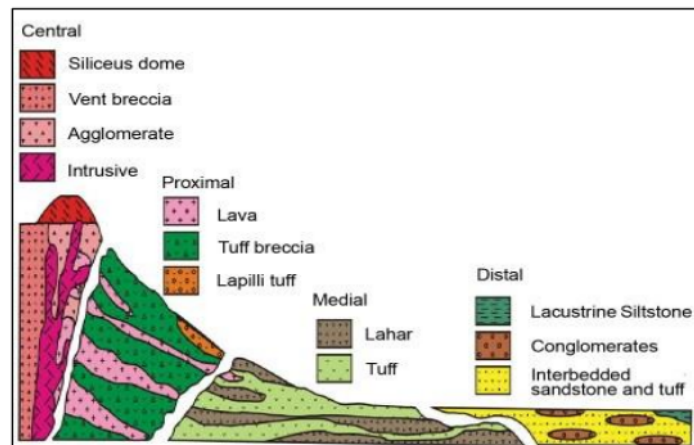 Central
Siliceus dome
Vent breccia
Agglomerate
Intrusive
Proximal
Lava
Tuff breccia
Lapilli tuff
Medial
Lahar
Tuff
Distal
Lacustrine Siltstone
Conglomerates
Interbedded
sandstone and tuff